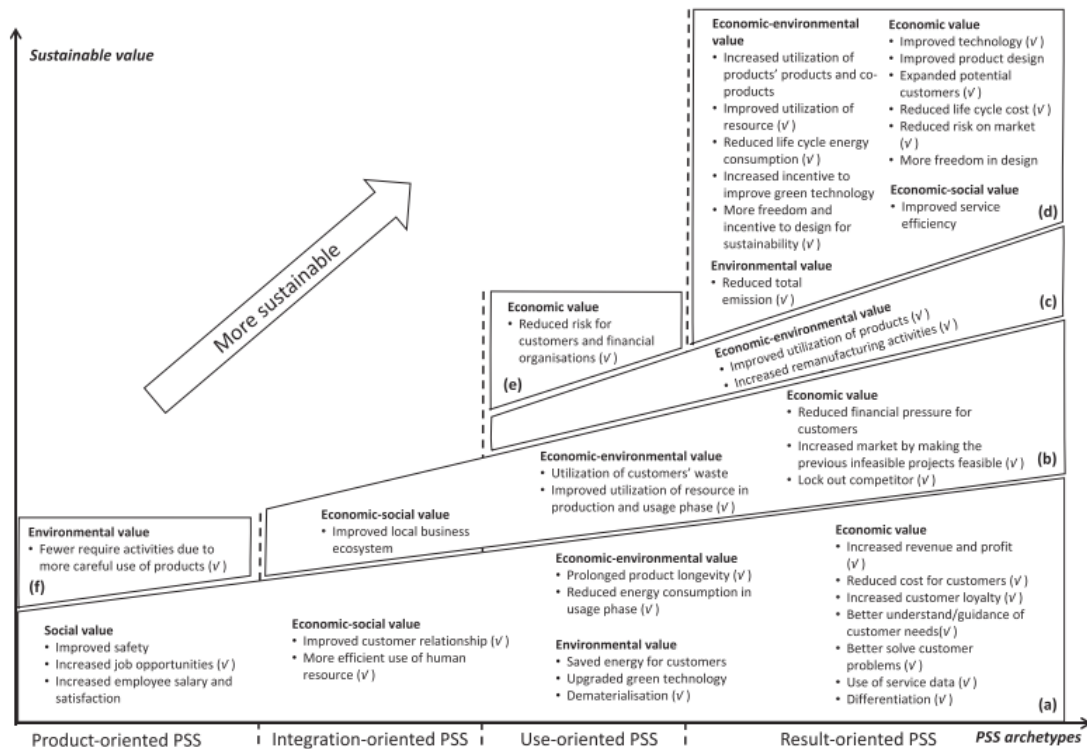 Sustainable value
More sustainable
Economic-environmental
value
• Increased utilization of
products' products and co-
products
• Improved utilization of
resource (√)
• Reduced life cycle energy
consumption (√)
• Increased incentive to
improve green technology
• More freedom and
incentive to design for
sustainability (√)
Environmental value
• Reduced total
emission (√)
Economic value
• Improved technology (√)
• Improved product design
• Expanded potential
customers (√)
• Reduced life cycle cost (√)
• Reduced risk on market
(√)
• More freedom in design
Economic-social value
• Improved service
efficiency
(d)
Economic value
• Reduced risk for
customers and financial
organisations (√)
(e)
Economic-environmental value
• Improved utilization of products (√)
• Increased remanufacturing activities (√)
(c)
Economic-social value
• Improved local business
ecosystem
Economic-environmental value
• Utilization of customers' waste
• Improved utilization of resource in
production and usage phase (√)
Economic value
• Reduced financial pressure for
customers
• Increased market by making the
previous infeasible projects feasible (√)
• Lock out competitor (√)
(b)
Environmental value
• Fewer require activities due to
more careful use of products (√)
(f)
Social value
• Improved safety
• Increased job opportunities (√)
• Increased employee salary and
satisfaction
Economic-social value
• Improved customer relationship (√)
• More efficient use of human
resource (√)
Economic-environmental value
• Prolonged product longevity (√)
• Reduced energy consumption in
usage phase (√)
Environmental value
• Saved energy for customers
• Upgraded green technology
• Dematerialisation (√)
Economic value
• Increased revenue and profit
(√)
• Reduced cost for customers (√)
• Increased customer loyalty (√)
• Better understand/guidance of
customer needs(√)
• Better solve customer
problems (√)
• Use of service data (√)
• Differentiation (√)
(a)
Product-oriented PSS
Integration-oriented PSS
Use-oriented PSS
Result-oriented PSS
PSS archetypes